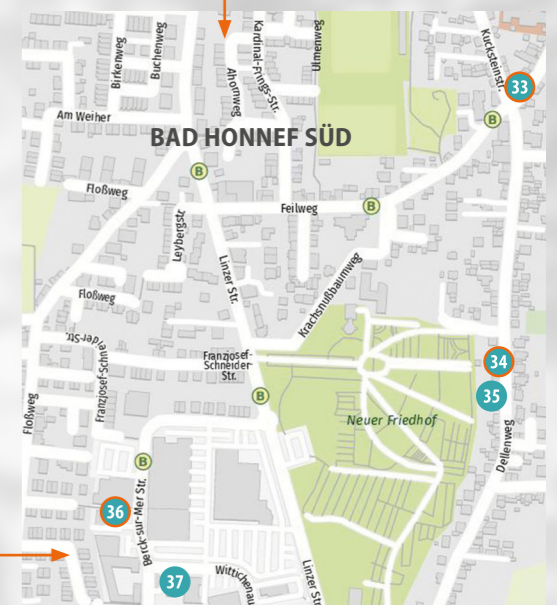 Kucksteinstr.
33
Kardinal-Frings-Str.
Ulmenweg
Buchenweg
Birkenweg
Ahornweg
Am Weiher
BAD HONNEF SÜD
B
B
Floßweg
B
Feilweg
Leybergstr.
Linzer Str.
Krachsnußbaumweg
Floßweg
Franzjosef-Schneider-Str.
Franzjosef-
Schneider-
Str.
34
35
B
Floßweg
Neuer Friedhof
Dellenweg
B
36
Berck-sur-Mer Str.
37
Wittichenau
Linzer Str